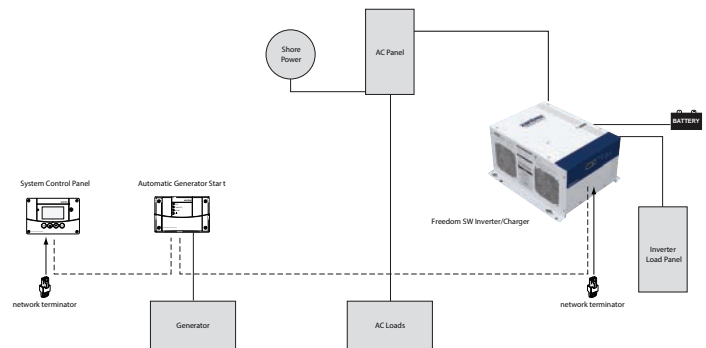 Shore
Power
AC Panel
BATTERY
System Control Panel
Automatic Generator Start
Freedom SW Inverter/Charger
Inverter
Load Panel
network terminator
network terminator
Generator
AC Loads